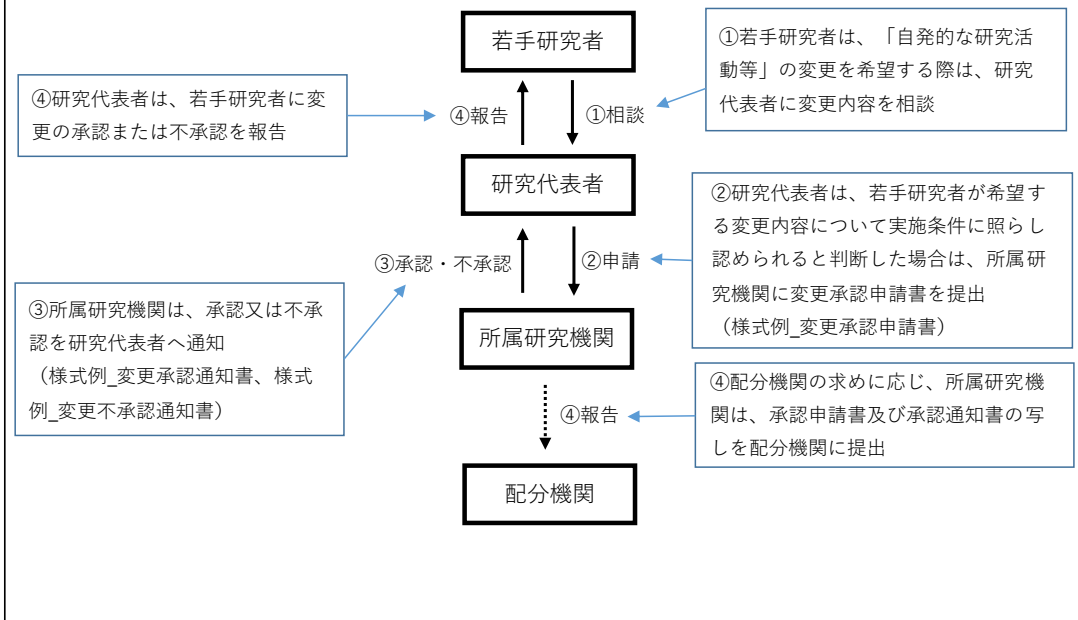 若手研究者
①若手研究者は、「自発的な研究活
動等」の変更を希望する際は、研究
代表者に変更内容を相談
④研究代表者は、若手研究者に変
更の承認または不承認を報告
④報告
①相談
研究代表者
②研究代表者は、若手研究者が希望す
る変更内容について実施条件に照らし
認められると判断した場合は、所属研
究機関に変更承認申請書を提出
（様式例_変更承認申請書）
③承認・不承認
②申請
③所属研究機関は、承認又は不承
認を研究代表者へ通知
（様式例_変更承認通知書、様式
例_変更不承認通知書）
所属研究機関
④配分機関の求めに応じ、所属研究機
関は、承認申請書及び承認通知書の写
しを配分機関に提出
④報告
配分機関